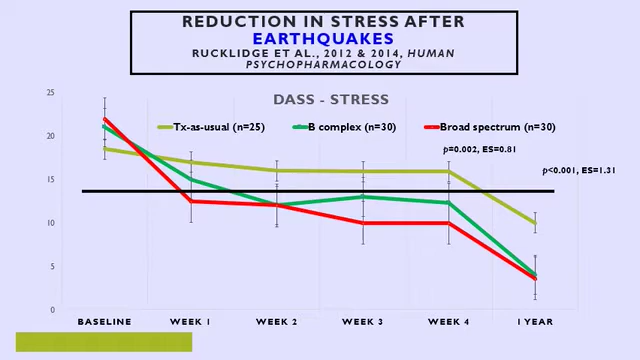 REDUCTION IN STRESS AFTER
EARTHQUAKES
RUCKLIDGE ET AL., 2012 & 2014, HUMAN
PSYCHOPHARMACOLOGY
DASS - STRESS
Tx-as-usual (n=25) B complex (n=30) Broad spectrum (n=30)
p=0.002, ES=0.81
p<0.001, ES=1.31
25
20
15
10
5
0
BASELINE WEEK 1 WEEK 2 WEEK 3 WEEK 4 1 YEAR